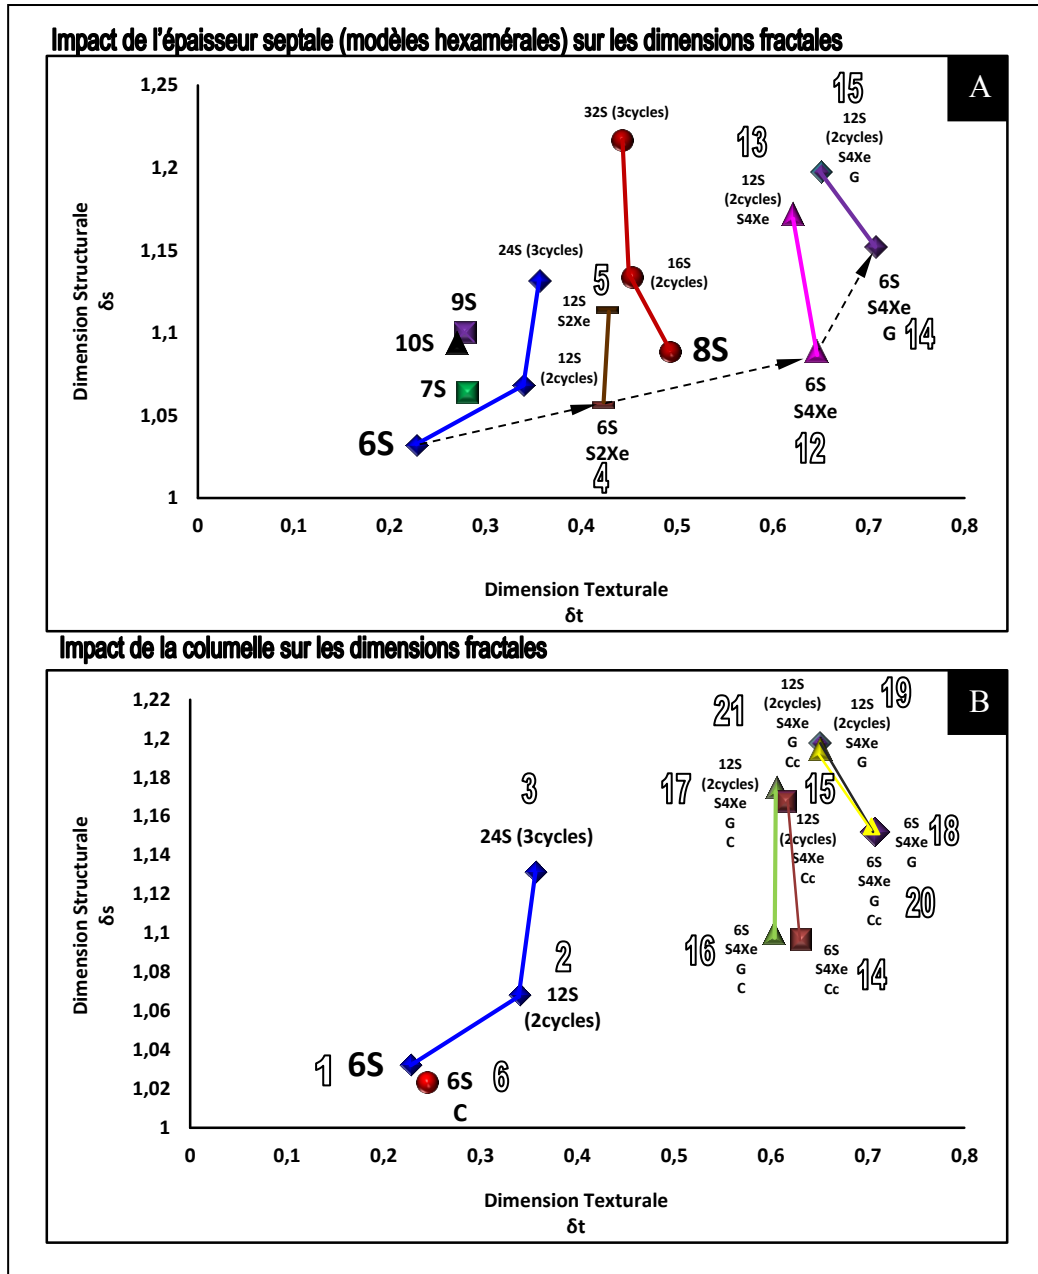 Impact de l'épaisseur septale (modèles hexamérales) sur les dimensions fractales
A
1,25
1,2
1,15
1,1
1,05
1
Dimension Structurale
δs
0
0,1
0,2
0,3
0,4
0,5
0,6
0,7
0,8
Dimension Texturale
δt
6S
7S
10S
9S
24S (3cycles)
12S
(2cycles)
5
12S
S2Xe
6S
S2Xe
4
32S (3cycles)
16S
(2cycles)
8S
13
12S
(2cycles)
S4Xe
6S
S4Xe
12
15
12S
(2cycles)
S4Xe
G
6S
S4Xe
G 14
Impact de la columelle sur les dimensions fractales
B
1,22
1,2
1,18
1,16
1,14
1,12
1,1
1,08
1,06
1,04
1,02
1
Dimension Structurale
δs
0
0,1
0,2
0,3
0,4
0,5
0,6
0,7
0,8
Dimension Texturale
δt
1 6S
6S 6
C
2
12S
(2cycles)
3
24S (3cycles)
21
12S
(2cycles)
S4Xe
G
Cc
19
12S
(2cycles)
S4Xe
G
17
12S
(2cycles)
S4Xe
G
C
15
12S
(2cycles)
S4Xe
Cc
6S
S4Xe 18
G
6S
S4Xe
G
Cc
20
16
6S
S4Xe
G
C
6S
S4Xe
Cc
14